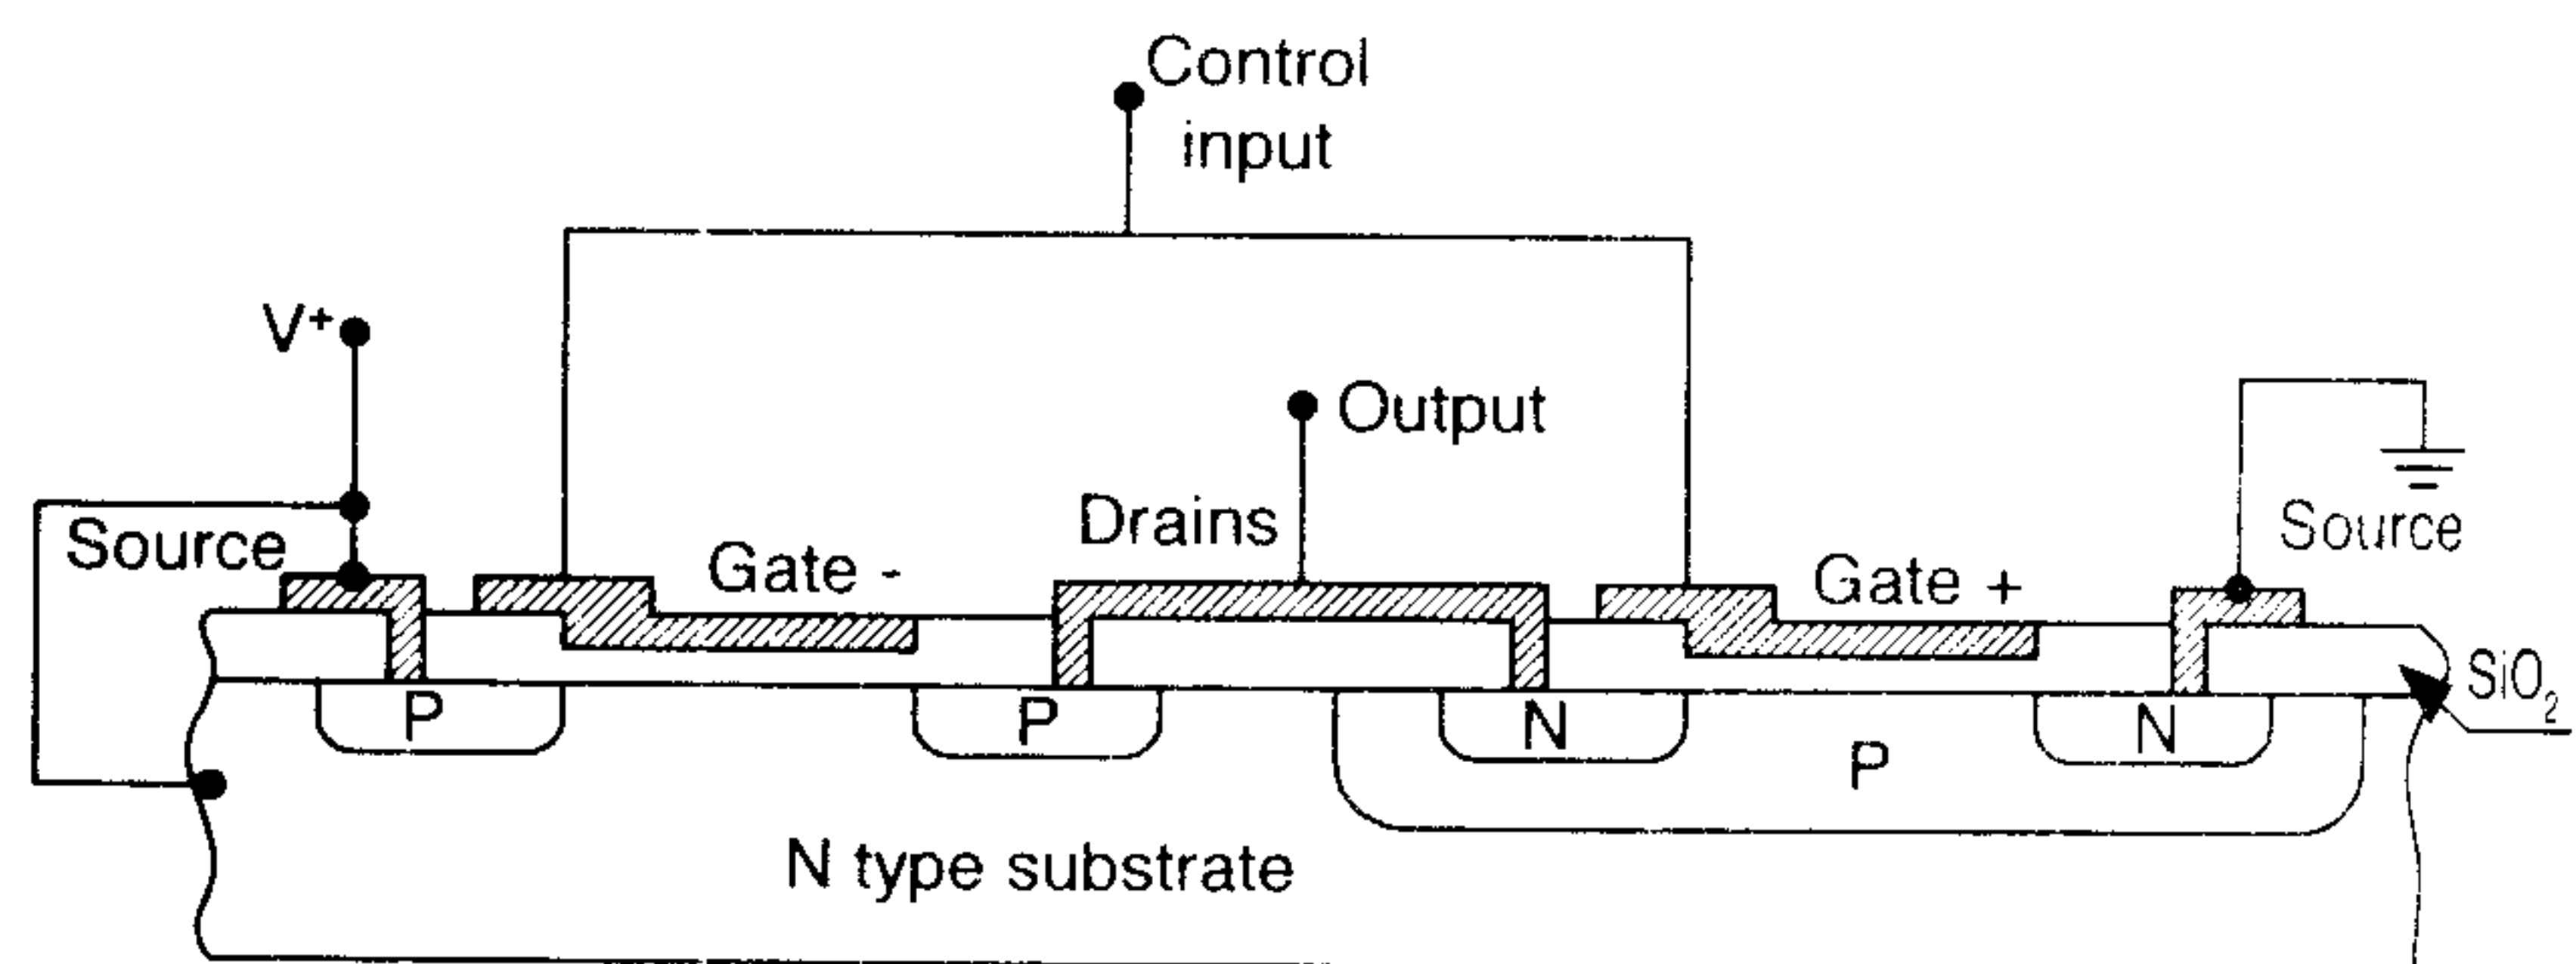 Control
input
V⁺
Output
Source
Drains
Source
Gate -
Gate +
SiO₂
P
P
N
P
N
N type substrate